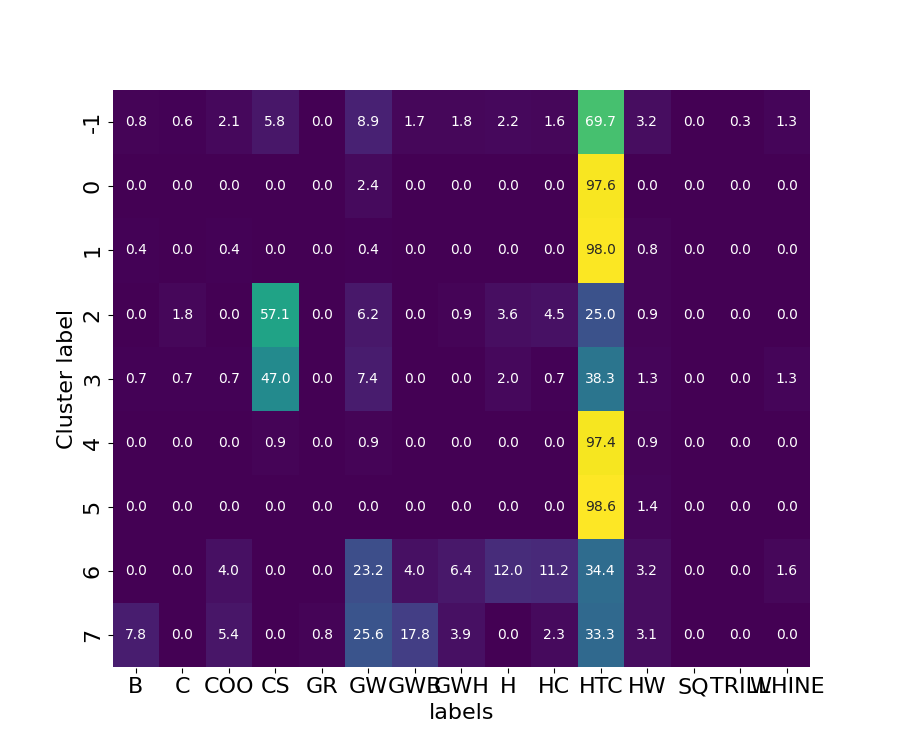 -1 0.8 0.6 2.1 5.8 0.0 8.9 1.7 1.8 2.2 1.6 69.7 3.2 0.0 0.3 1.3
0 0.0 0.0 0.0 0.0 0.0 2.4 0.0 0.0 0.0 0.0 97.6 0.0 0.0 0.0 0.0
1 0.4 0.0 0.4 0.0 0.0 0.4 0.0 0.0 0.0 0.0 98.0 0.8 0.0 0.0 0.0
2 0.0 1.8 0.0 57.1 0.0 6.2 0.0 0.9 3.6 4.5 25.0 0.9 0.0 0.0 0.0
3 0.7 0.7 0.7 47.0 0.0 7.4 0.0 0.0 2.0 0.7 38.3 1.3 0.0 0.0 1.3
4 0.0 0.0 0.0 0.9 0.0 0.9 0.0 0.0 0.0 0.0 97.4 0.9 0.0 0.0 0.0
5 0.0 0.0 0.0 0.0 0.0 0.0 0.0 0.0 0.0 0.0 98.6 1.4 0.0 0.0 0.0
6 0.0 0.0 4.0 0.0 0.0 23.2 4.0 6.4 12.0 11.2 34.4 3.2 0.0 0.0 1.6
7 7.8 0.0 5.4 0.0 0.8 25.6 17.8 3.9 0.0 2.3 33.3 3.1 0.0 0.0 0.0
Cluster label
B C COO CS GR GW GWB GWH H HC HTC HW SQ TRILL WHINE
labels